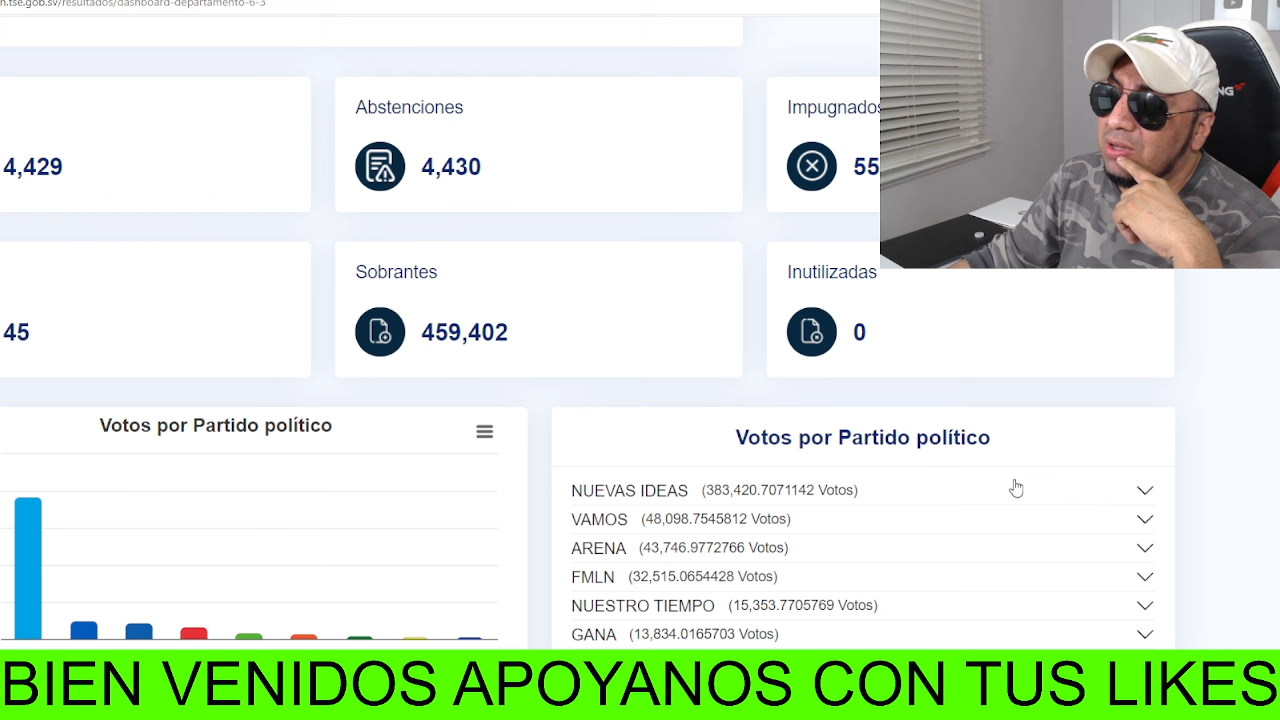 n.tse.gob.sv/resultados/dashboard-departamento-6-3
Abstenciones
Impugnados
4,429
4,430
55
NG
Sobrantes
Inutilizadas
45
459,402
0
Votos por Partido político
Votos por Partido político
NUEVAS IDEAS (383,420.7071142 Votos)
VAMOS (48,098.7545812 Votos)
ARENA (43,746.9772766 Votos)
FMLN (32,515.0654428 Votos)
NUESTRO TIEMPO (15,353.7705769 Votos)
GANA (13,834.0165703 Votos)
BIEN VENIDOS APOYANOS CON TUS LIKES